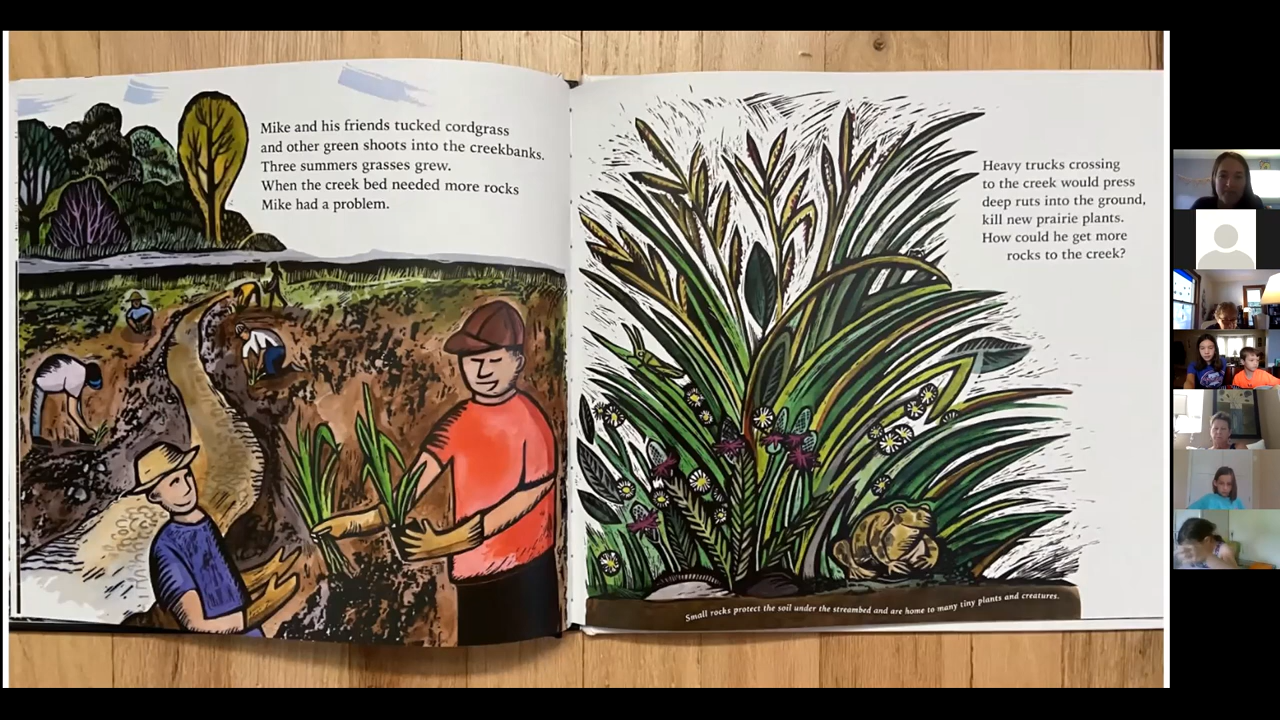 Mike and his friends tucked cordgrass
and other green shoots into the creekbanks.
Three summers grasses grew.
When the creek bed needed more rocks
Mike had a problem.
Heavy trucks crossing
to the creek would press
deep ruts into the ground,
kill new prairie plants.
How could he get more
rocks to the creek?
Small rocks protect the soil under the streambed and are home to many tiny plants and creatures.